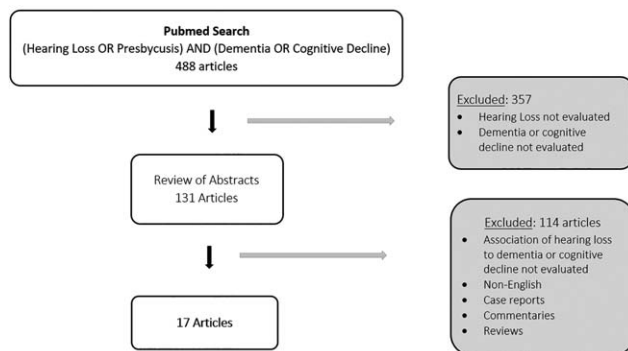 Pubmed Search
(Hearing Loss OR Presbycusis) AND (Dementia OR Cognitive Decline)
488 articles
Excluded: 357
• Hearing Loss not evaluated
• Dementia or cognitive
decline not evaluated
Review of Abstracts
131 Articles
Excluded: 114 articles
• Association of hearing loss
to dementia or cognitive
decline not evaluated
• Non-English
• Case reports
• Commentaries
• Reviews
17 Articles